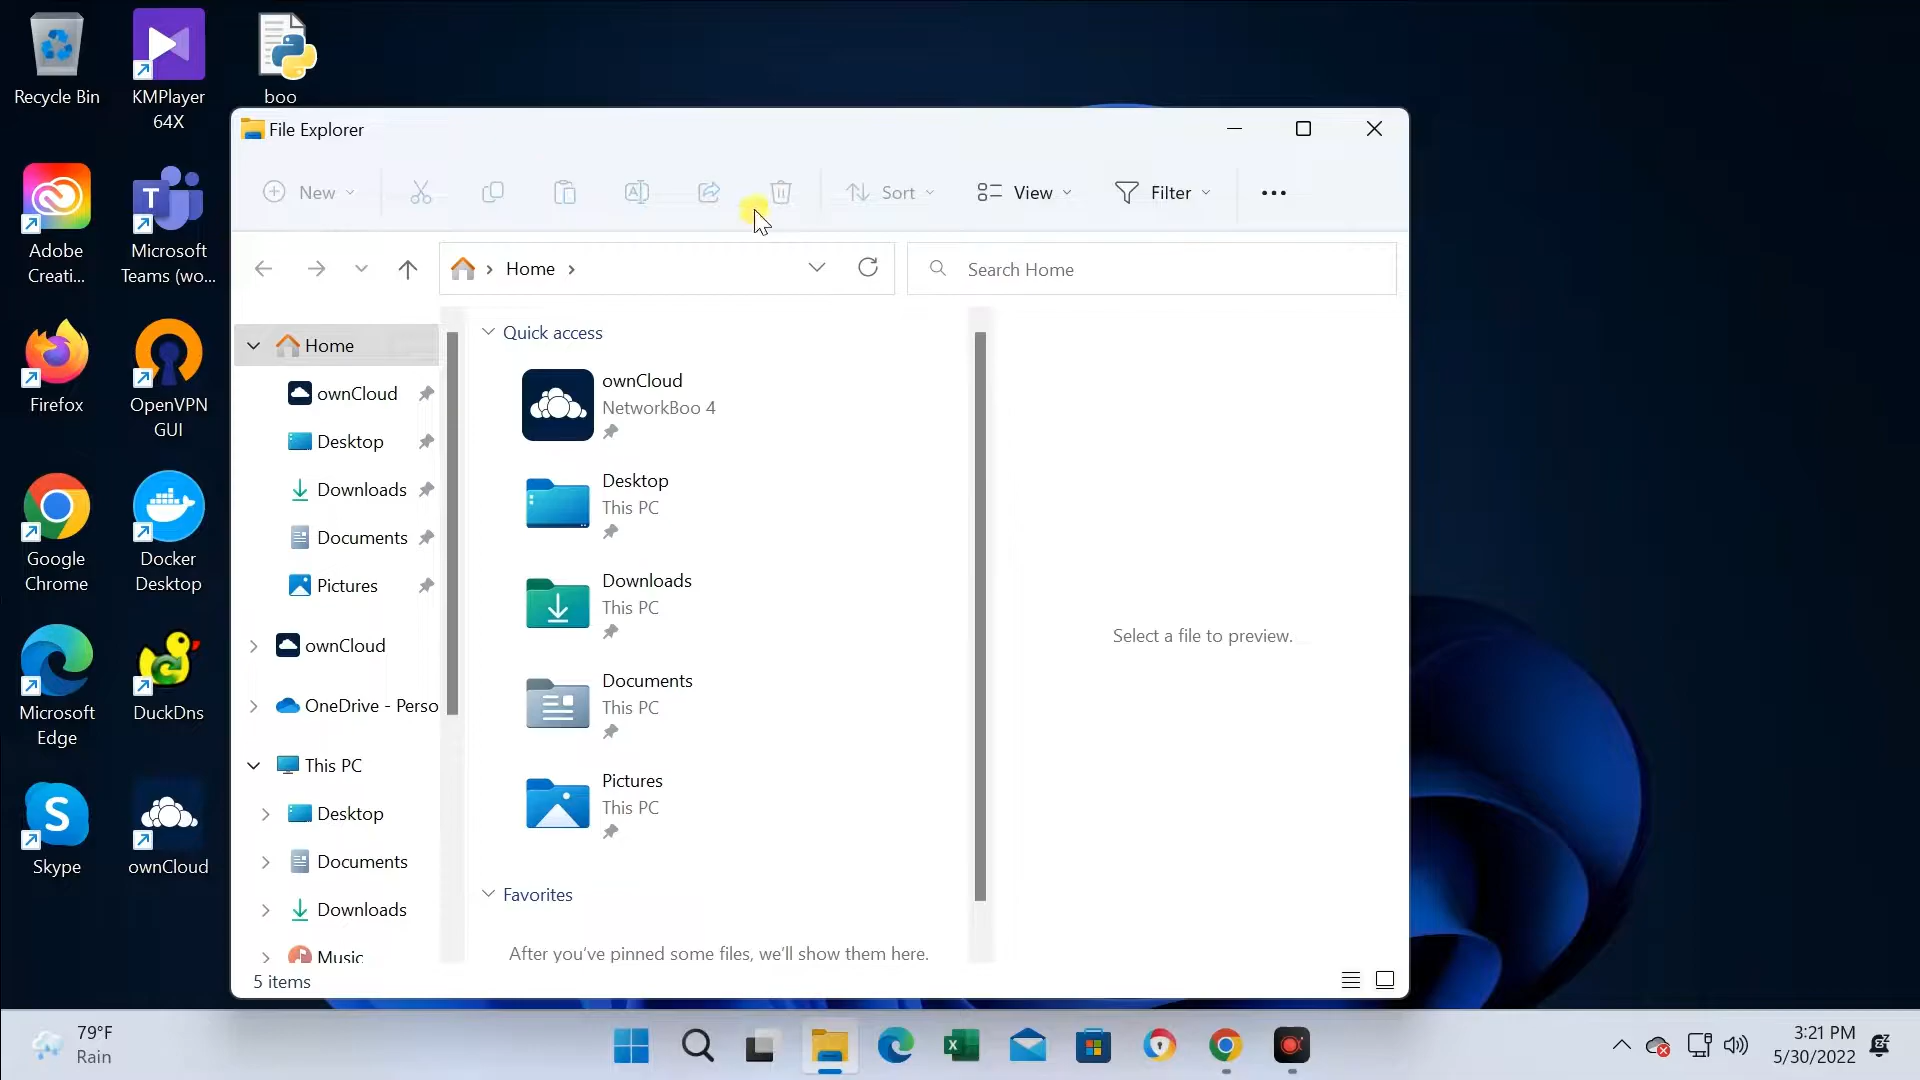 Recycle Bin
KMPlayer
64X
boo
Adobe
Creati...
Microsoft
Teams (wo...
Firefox
OpenVPN
GUI
Google
Chrome
Docker
Desktop
Microsoft
Edge
DuckDns
Skype
ownCloud
File Explorer
New
Sort
View
Filter
Home
Search Home
Home
ownCloud
Desktop
Downloads
Documents
Pictures
ownCloud
OneDrive - Perso
This PC
Desktop
Documents
Downloads
Music
Quick access
ownCloud
NetworkBoo 4
Desktop
This PC
Downloads
This PC
Documents
This PC
Pictures
This PC
Favorites
After you've pinned some files, we'll show them here.
Select a file to preview.
5 items
79°F
Rain
3:21 PM
5/30/2022